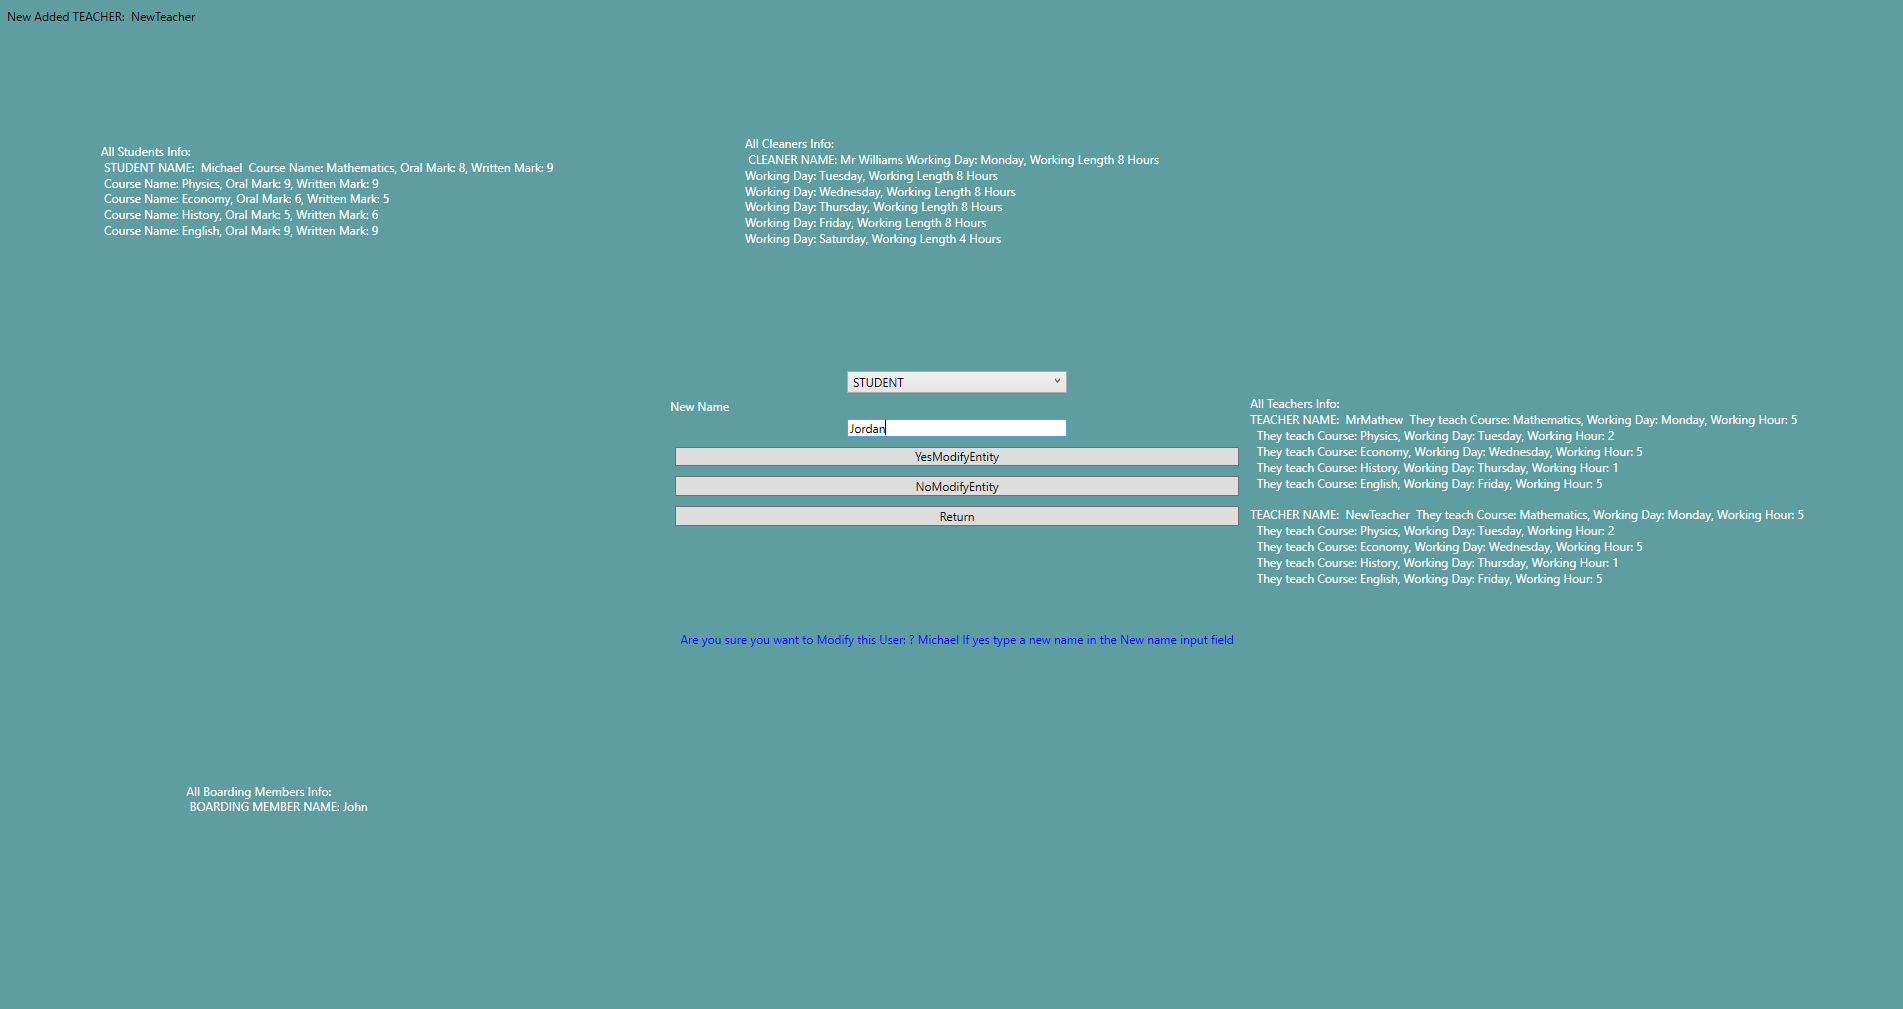 New Added TEACHER:  NewTeacher
All Students Info:
STUDENT NAME:  Michael  Course Name: Mathematics, Oral Mark: 8, Written Mark: 9
Course Name: Physics, Oral Mark: 9, Written Mark: 9
Course Name: Economy, Oral Mark: 6, Written Mark: 5
Course Name: History, Oral Mark: 5, Written Mark: 6
Course Name: English, Oral Mark: 9, Written Mark: 9
All Cleaners Info:
CLEANER NAME: Mr Williams Working Day: Monday, Working Length 8 Hours
Working Day: Tuesday, Working Length 8 Hours
Working Day: Wednesday, Working Length 8 Hours
Working Day: Thursday, Working Length 8 Hours
Working Day: Friday, Working Length 8 Hours
Working Day: Saturday, Working Length 4 Hours
STUDENT
New Name
Jordan
YesModifyEntity
NoModifyEntity
Return
All Teachers Info:
TEACHER NAME:  MrMathew  They teach Course: Mathematics, Working Day: Monday, Working Hour: 5
They teach Course: Physics, Working Day: Tuesday, Working Hour: 2
They teach Course: Economy, Working Day: Wednesday, Working Hour: 5
They teach Course: History, Working Day: Thursday, Working Hour: 1
They teach Course: English, Working Day: Friday, Working Hour: 5
TEACHER NAME:  NewTeacher  They teach Course: Mathematics, Working Day: Monday, Working Hour: 5
They teach Course: Physics, Working Day: Tuesday, Working Hour: 2
They teach Course: Economy, Working Day: Wednesday, Working Hour: 5
They teach Course: History, Working Day: Thursday, Working Hour: 1
They teach Course: English, Working Day: Friday, Working Hour: 5
Are you sure you want to Modify this User: ? Michael If yes type a new name in the New name input field
All Boarding Members Info:
BOARDING MEMBER NAME: John